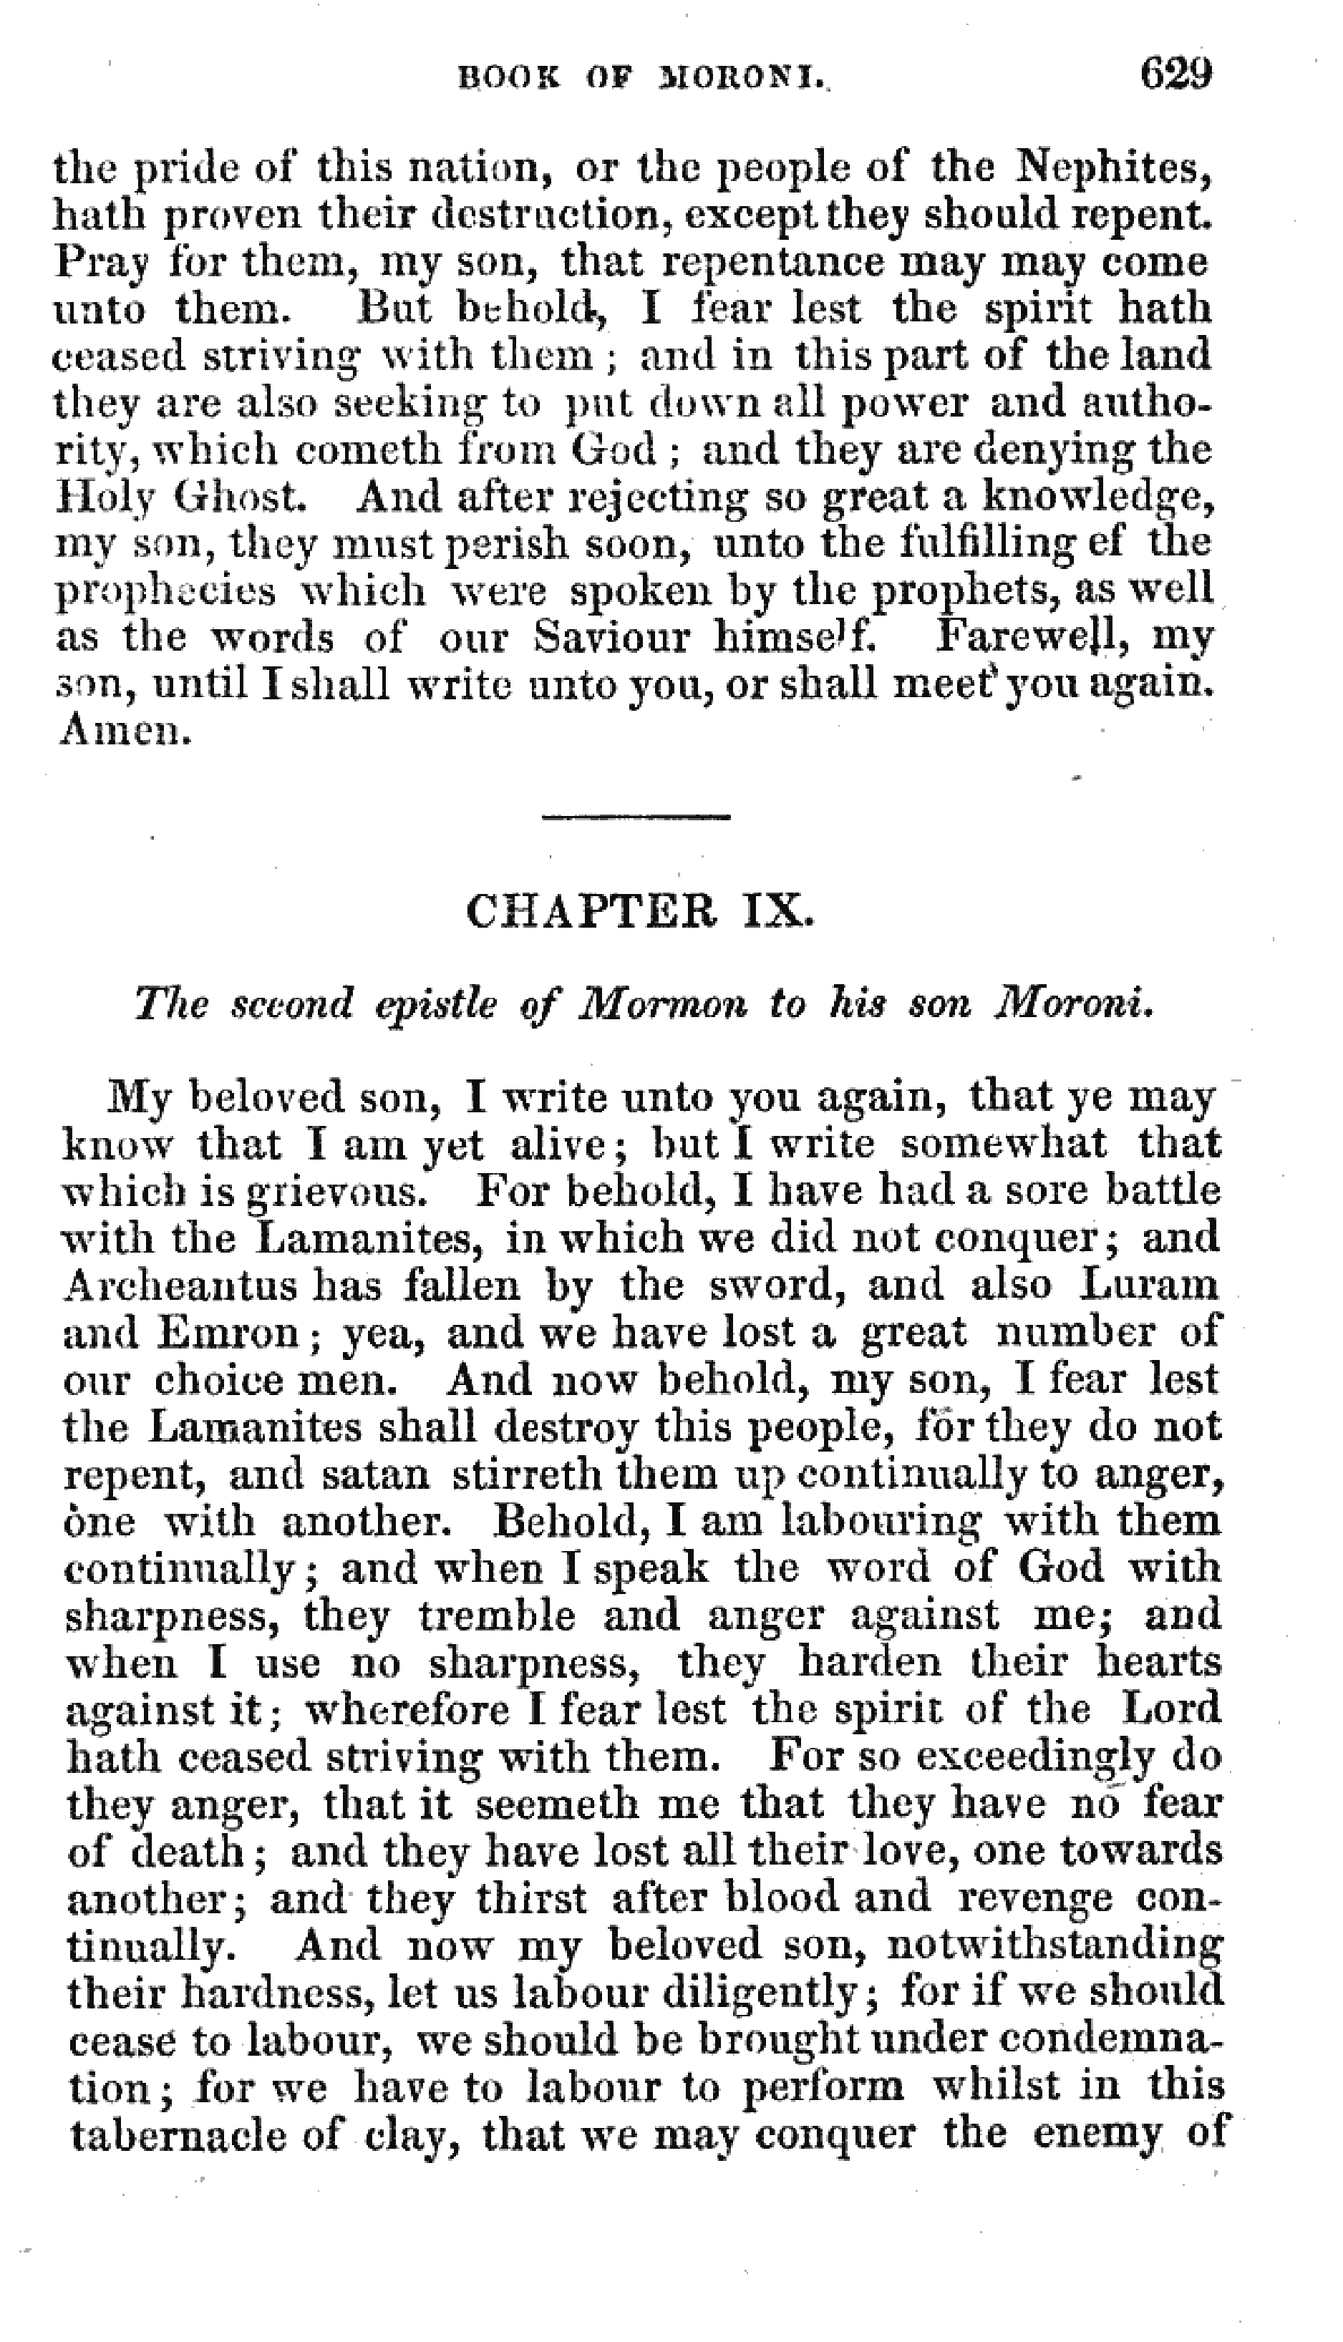 BOOK OF MORONI. 629
the pride of this nation, or the people of the Nephites,
hath proven their destruction, except they should repent.
Pray for them, my son, that repentance may may come
unto them. But behold, I fear lest the spirit hath
ceased striving with them; and in this part of the land
they are also seeking to put down all power and autho-
rity, which cometh from God; and they are denying the
Holy Ghost. And after rejecting so great a knowledge,
my son, they must perish soon, unto the fulfilling ef the
prophecies which were spoken by the prophets, as well
as the words of our Saviour himself. Farewell, my
son, until I shall write unto you, or shall meet you again.
Amen.
CHAPTER IX.
The second epistle of Mormon to his son Moroni.
My beloved son, I write unto you again, that ye may
know that I am yet alive; but I write somewhat that
which is grievous. For behold, I have had a sore battle
with the Lamanites, in which we did not conquer; and
Archeantus has fallen by the sword, and also Luram
and Emron; yea, and we have lost a great number of
our choice men. And now behold, my son, I fear lest
the Lamanites shall destroy this people, for they do not
repent, and satan stirreth them up continually to anger,
one with another. Behold, I am labouring with them
continually; and when I speak the word of God with
sharpness, they tremble and anger against me; and
when I use no sharpness, they harden their hearts
against it; wherefore I fear lest the spirit of the Lord
hath ceased striving with them. For so exceedingly do
they anger, that it seemeth me that they have no fear
of death; and they have lost all their love, one towards
another; and they thirst after blood and revenge con-
tinually. And now my beloved son, notwithstanding
their hardness, let us labour diligently; for if we should
cease to labour, we should be brought under condemna-
tion; for we have to labour to perform whilst in this
tabernacle of clay, that we may conquer the enemy of